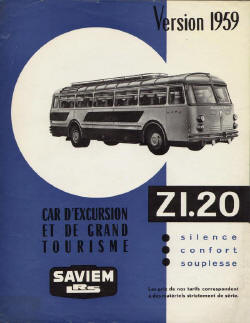 Version 1959
CAR D'EXCURSION
ET DE GRAND
TOURISME
Z1.20
silence
confort
souplesse
SAVIEM
LRS
Les prix de nos tarifs correspondent
à des matériels strictement de série.